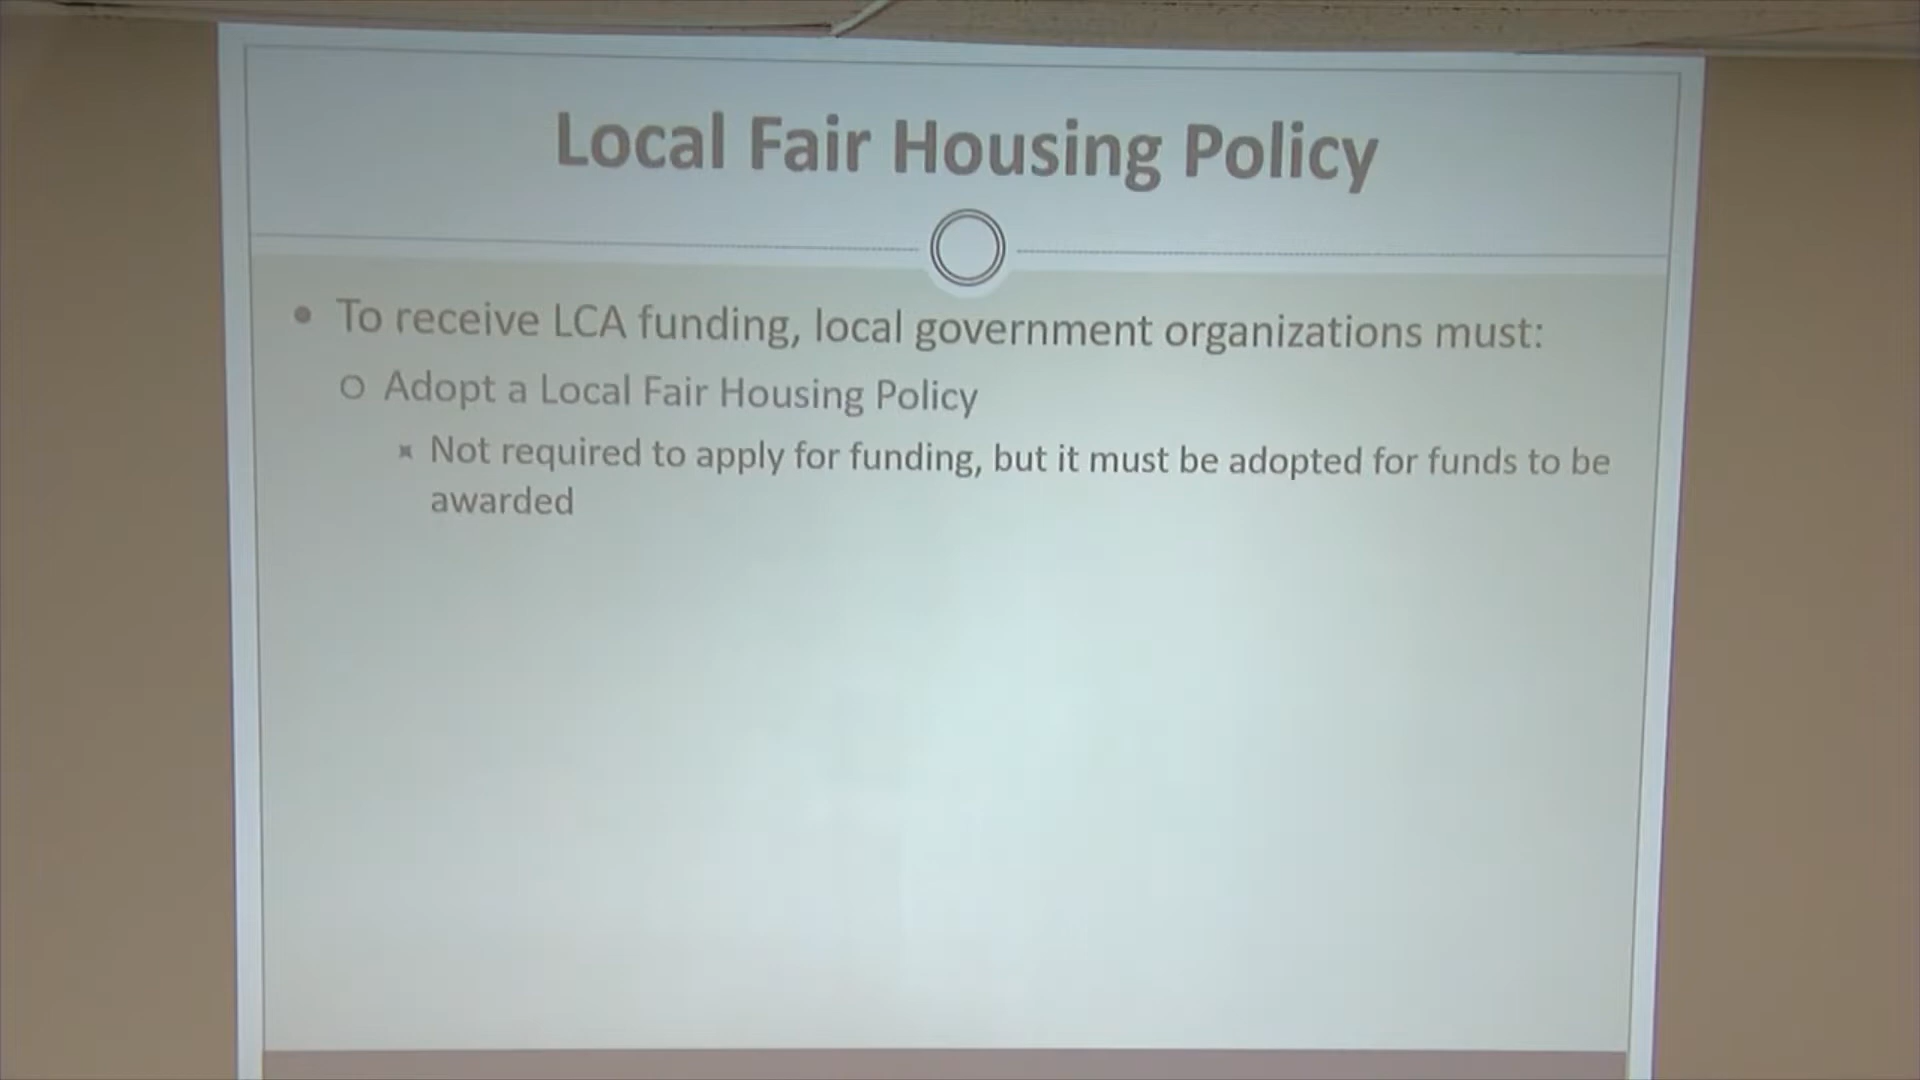 Local Fair Housing Policy
• To receive LCA funding, local government organizations must:
○ Adopt a Local Fair Housing Policy
Not required to apply for funding, but it must be adopted for funds to be
awarded